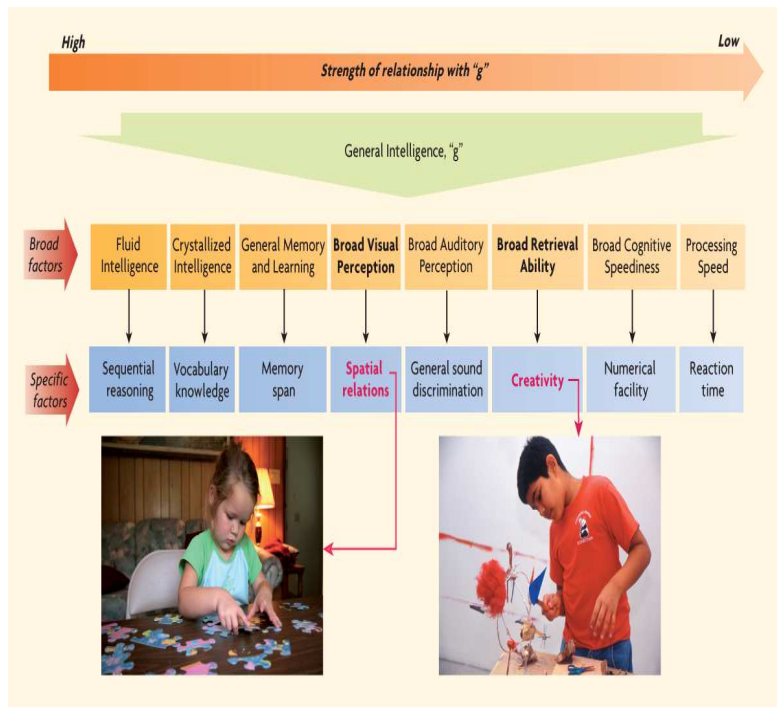 High
Low
Strength of relationship with “g”
General Intelligence, “g”
Broad
factors
Fluid
Intelligence
Crystallized
Intelligence
General Memory
and Learning
Broad Visual
Perception
Broad Auditory
Perception
Broad Retrieval
Ability
Broad Cognitive
Speediness
Processing
Speed
Specific
factors
Sequential
reasoning
Vocabulary
knowledge
Memory
span
Spatial
relations
General sound
discrimination
Creativity
Numerical
facility
Reaction
time